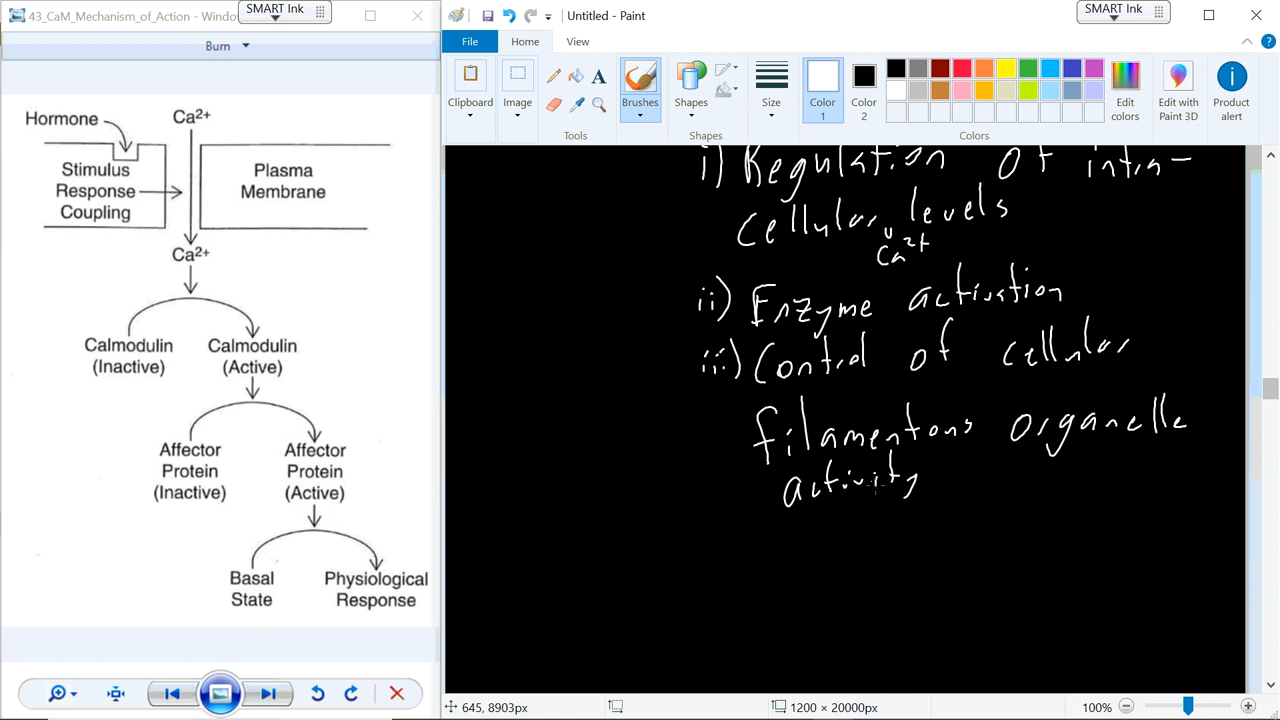 43_CaM_Mechanism_of_Action - Windo
SMART Ink
Burn
Hormone
Ca2+
Stimulus
Response
Coupling
Plasma
Membrane
Ca2+
Calmodulin
(Inactive)
Calmodulin
(Active)
Affector
Protein
(Inactive)
Affector
Protein
(Active)
Basal
State
Physiological
Response
Untitled - Paint
SMART Ink
File
Home
View
Clipboard
Image
Tools
Brushes
Shapes
Shapes
Size
Color
1
Color
2
Colors
Edit
colors
Edit with
Paint 3D
Product
alert
i) Regulation of intra-
cellular levels
Ca2+
ii) Enzyme activation
iii) Control of cellular
filamentous organelle
activity
645, 8903px
1200 × 20000px
100%